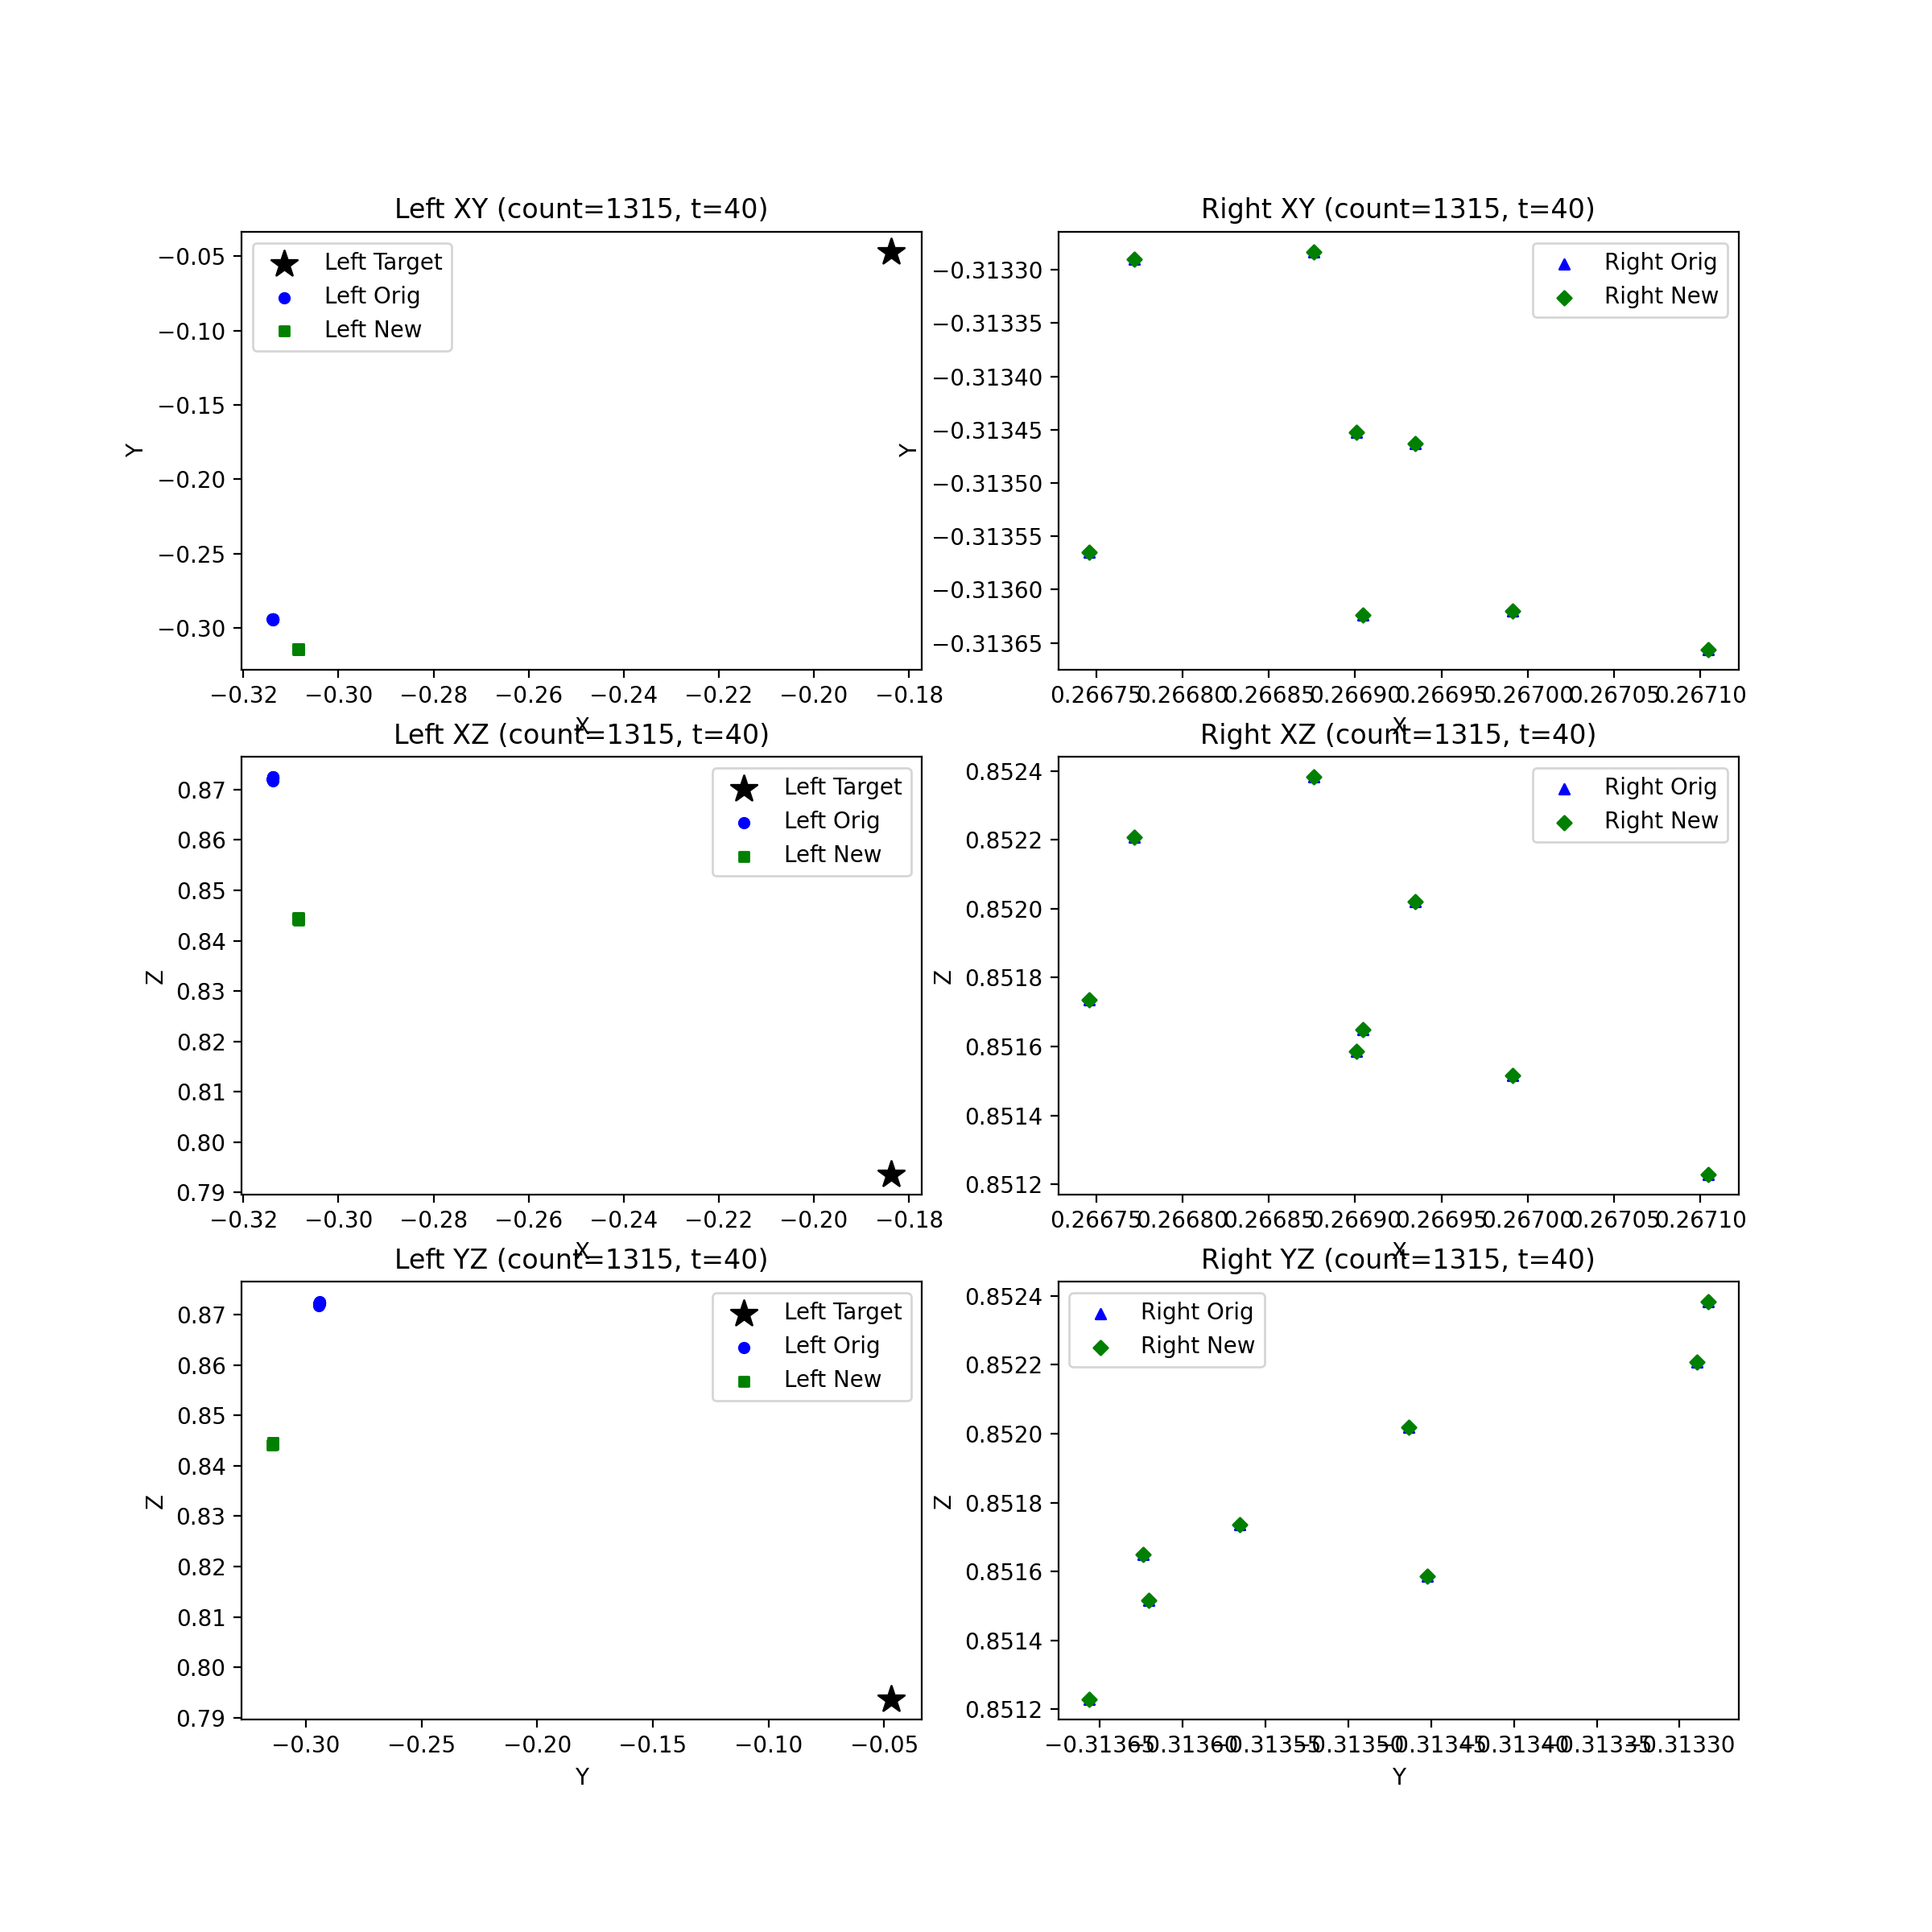 Left XY (count=1315, t=40)
−0.05
−0.10
−0.15
−0.20
−0.25
−0.30
Y
Left Target
Left Orig
Left New
−0.32 −0.30 −0.28 −0.26 −0.24 −0.22 −0.20 −0.18
X
Right XY (count=1315, t=40)
−0.31330
−0.31335
−0.31340
−0.31345
−0.31350
−0.31355
−0.31360
−0.31365
Y
Right Orig
Right New
0.26675 0.26680 0.26685 0.26690 0.26695 0.26700 0.26705 0.26710
X
Left XZ (count=1315, t=40)
0.87
0.86
0.85
0.84
0.83
0.82
0.81
0.80
0.79
Z
Left Target
Left Orig
Left New
−0.32 −0.30 −0.28 −0.26 −0.24 −0.22 −0.20 −0.18
X
Right XZ (count=1315, t=40)
0.8524
0.8522
0.8520
0.8518
0.8516
0.8514
0.8512
Z
Right Orig
Right New
0.26675 0.26680 0.26685 0.26690 0.26695 0.26700 0.26705 0.26710
X
Left YZ (count=1315, t=40)
0.87
0.86
0.85
0.84
0.83
0.82
0.81
0.80
0.79
Z
Left Target
Left Orig
Left New
−0.30 −0.25 −0.20 −0.15 −0.10 −0.05
Y
Right YZ (count=1315, t=40)
0.8524
0.8522
0.8520
0.8518
0.8516
0.8514
0.8512
Z
Right Orig
Right New
−0.31365 −0.31360 −0.31355 −0.31350 −0.31345 −0.31340 −0.31335 −0.31330
Y